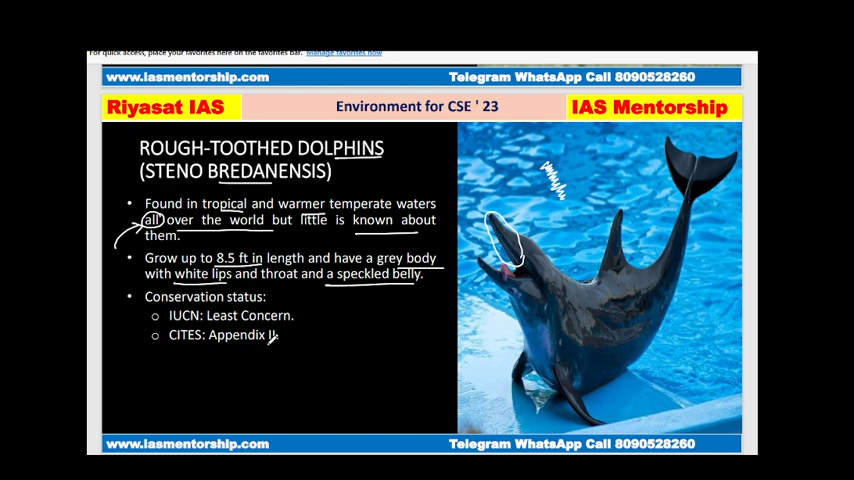 For quick access, place your favorites here on the favorites bar. Manage favorites now
www.iasmentorship.com Telegram WhatsApp Call 8090528260
Riyasat IAS Environment for CSE ' 23 IAS Mentorship
ROUGH-TOOTHED DOLPHINS
(STENO BREDANENSIS)
• Found in tropical and warmer temperate waters
all over the world but little is known about
them.
• Grow up to 8.5 ft in length and have a grey body
with white lips and throat and a speckled belly.
• Conservation status:
o IUCN: Least Concern.
o CITES: Appendix II.
www.iasmentorship.com Telegram WhatsApp Call 8090528260